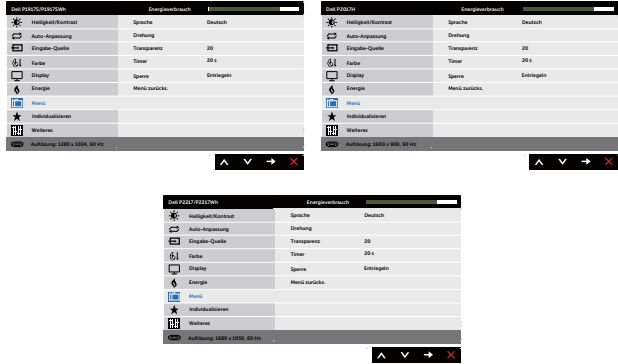 Dell P1917S/P1917SWh Energieverbrauch
Helligkeit/Kontrast Sprache Deutsch
Auto-Anpassung Drehung
Eingabe-Quelle Transparenz 20
Farbe Timer 20 s
Display Sperre Entriegeln
Energie Menü zurücks.
Menü
Individualisieren
Weiteres
Auflösung: 1280 x 1024, 60 Hz
Dell P2017H Energieverbrauch
Helligkeit/Kontrast Sprache Deutsch
Auto-Anpassung Drehung
Eingabe-Quelle Transparenz 20
Farbe Timer 20 s
Display Sperre Entriegeln
Energie Menü zurücks.
Menü
Individualisieren
Weiteres
Auflösung: 1600 x 900, 60 Hz
Dell P2217/P2217Wh Energieverbrauch
Helligkeit/Kontrast Sprache Deutsch
Auto-Anpassung Drehung
Eingabe-Quelle Transparenz 20
Farbe Timer 20 s
Display Sperre Entriegeln
Energie Menü zurücks.
Menü
Individualisieren
Weiteres
Auflösung: 1680 x 1050, 60 Hz